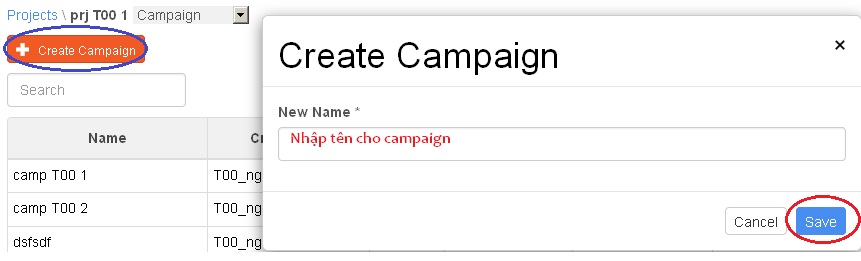 Projects \ prj T00 1 Campaign
Create Campaign
Search
Name Cr
camp T00 1 T00_ng
camp T00 2 T00_ng
dsfsdf T00_ng
Create Campaign ×
New Name *
Nhập tên cho campaign
Cancel Save